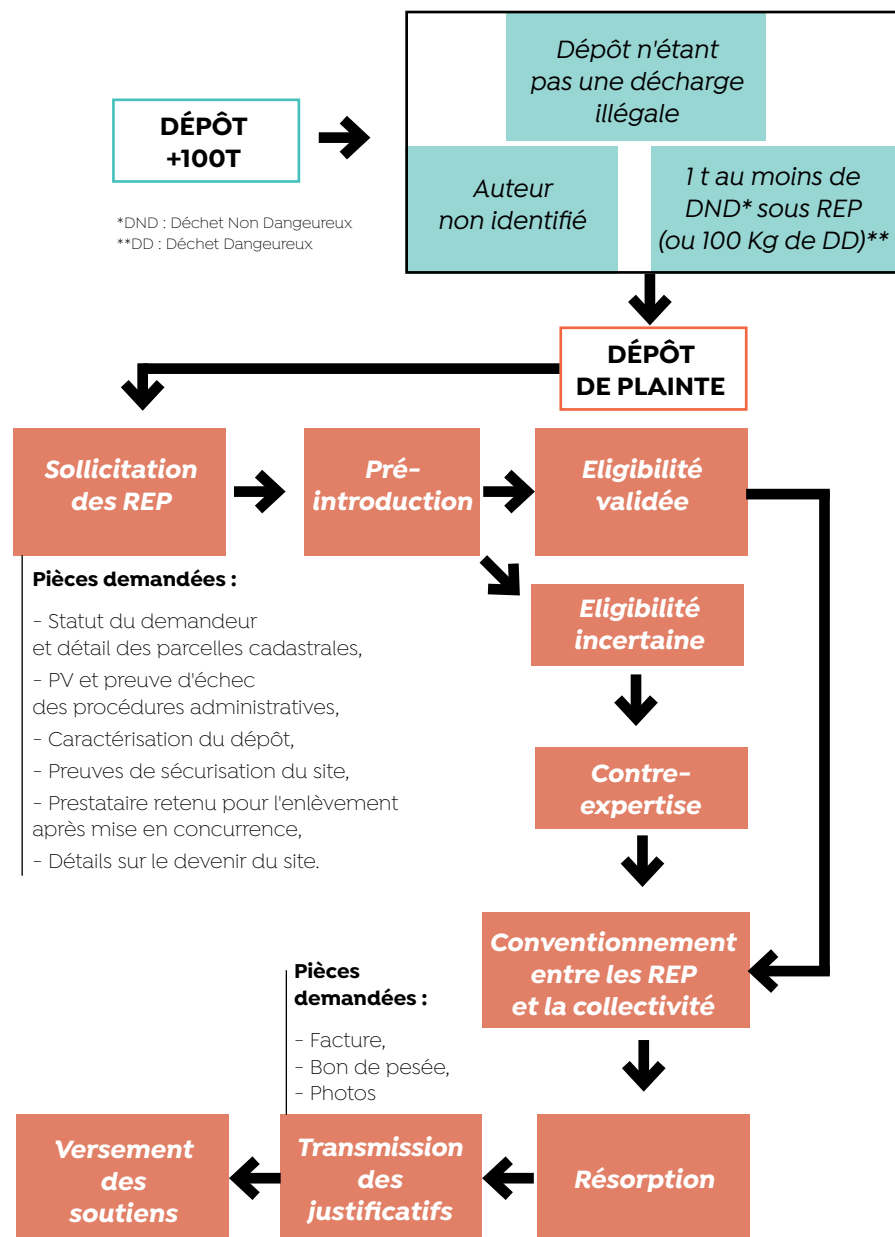 DÉPÔT
+100T
*DND : Déchet Non Dangeureux
**DD : Déchet Dangeureux
Dépôt n'étant
pas une décharge
illégale
Auteur
non identifié
1 t au moins de
DND* sous REP
(ou 100 Kg de DD)**
DÉPÔT
DE PLAINTE
Sollicitation
des REP
Pré-
introduction
Eligibilité
validée
Pièces demandées :
- Statut du demandeur
et détail des parcelles cadastrales,
- PV et preuve d'échec
des procédures administratives,
- Caractérisation du dépôt,
- Preuves de sécurisation du site,
- Prestataire retenu pour l'enlèvement
après mise en concurrence,
- Détails sur le devenir du site.
Eligibilité
incertaine
Contre-
expertise
Conventionnement
entre les REP
et la collectivité
Pièces
demandées :
- Facture,
- Bon de pesée,
- Photos
Versement
des
soutiens
Transmission
des
justificatifs
Résorption